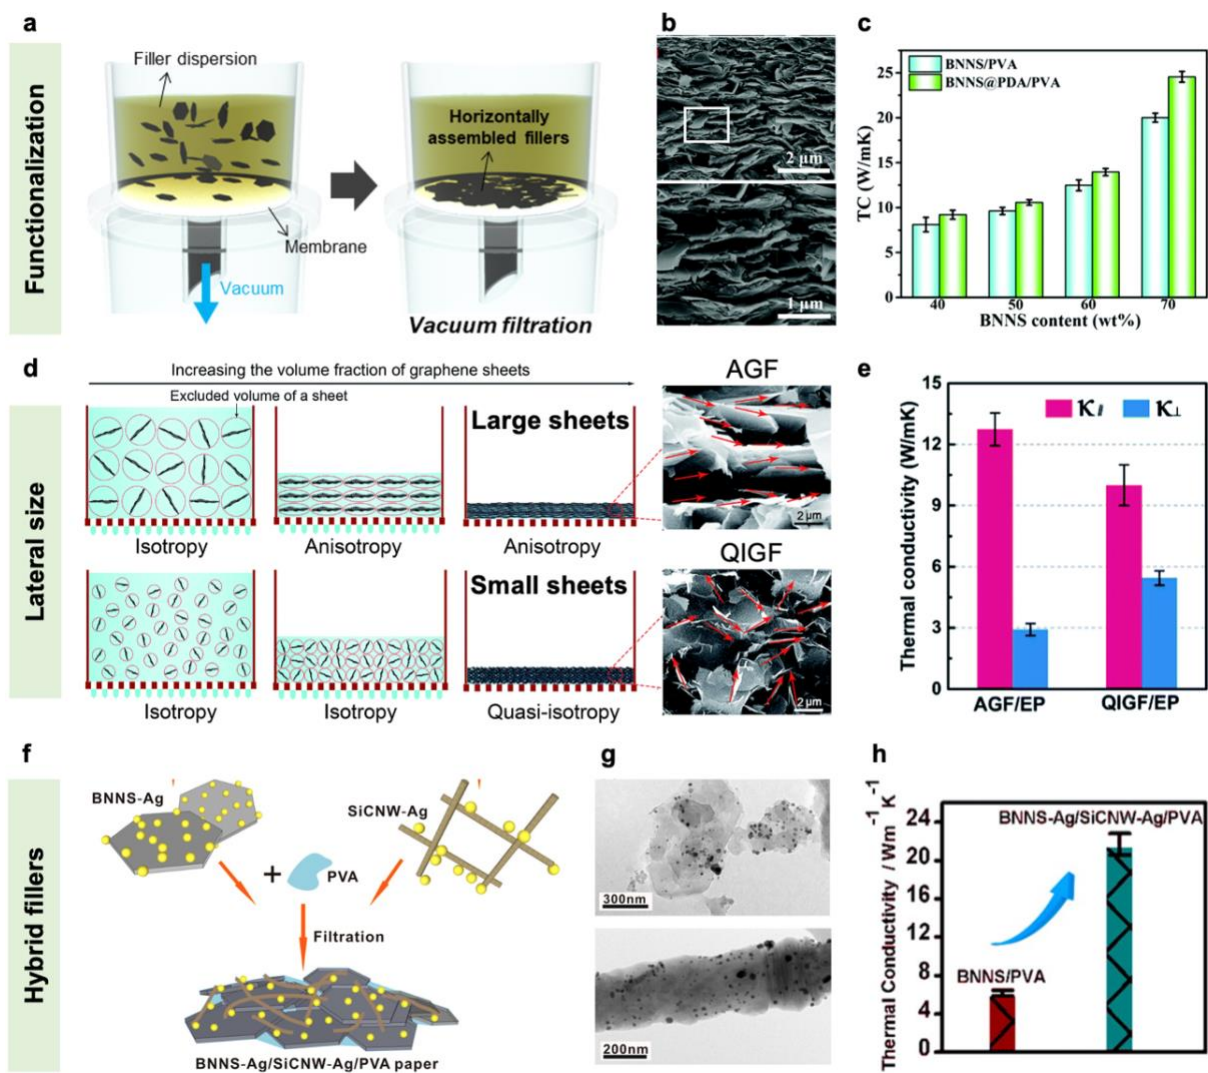 a
b
c
Functionalization
Filler dispersion
Horizontally
assembled fillers
Membrane
Vacuum
Vacuum filtration
2 μm
1 μm
BNNS/PVA
BNNS@PDA/PVA
TC (W/mK)
25
20
15
10
5
0
40
50
60
70
BNNS content (wt%)
d
e
Lateral size
Increasing the volume fraction of graphene sheets
Excluded volume of a sheet
Large sheets
AGF
2 μm
Isotropy
Anisotropy
Anisotropy
Small sheets
QIGF
2 μm
Isotropy
Isotropy
Quasi-isotropy
Thermal conductivity (W/mK)
15
12
9
6
3
0
κ∥
κ⊥
AGF/EP
QIGF/EP
f
g
h
Hybrid fillers
BNNS-Ag
SiCNW-Ag
+
PVA
Filtration
BNNS-Ag/SiCNW-Ag/PVA paper
300nm
200nm
Thermal Conductivity / Wm⁻¹K⁻¹
24
20
16
12
8
4
0
BNNS-Ag/SiCNW-Ag/PVA
BNNS/PVA